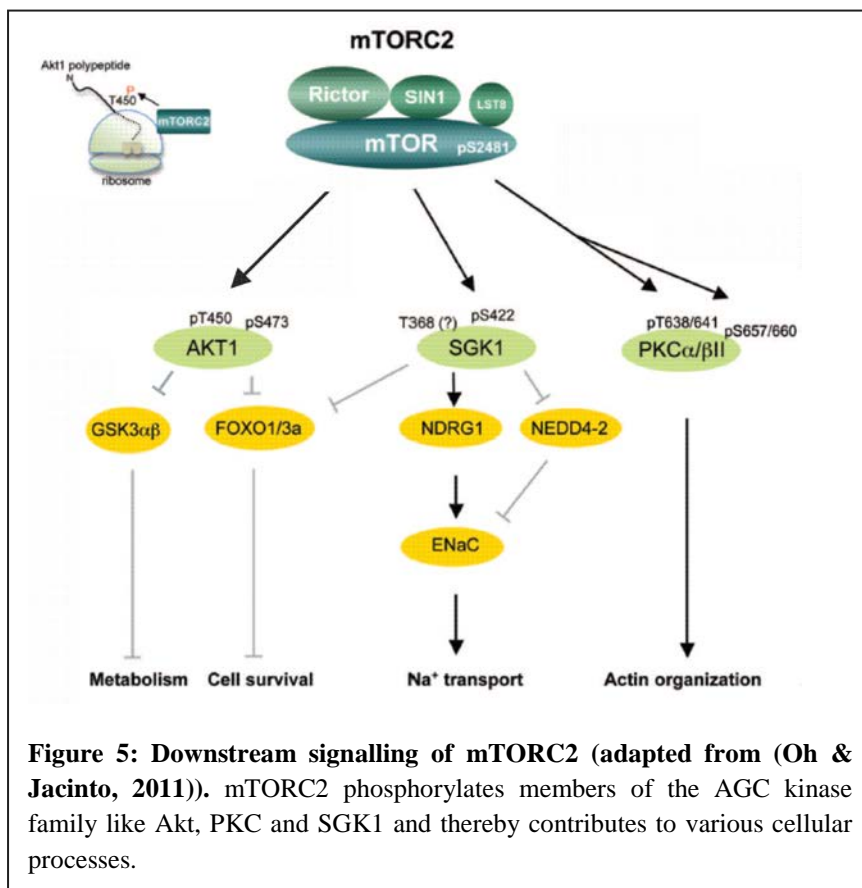 mTORC2
Akt1 polypeptide
N
P
T450
mTORC2
ribosome
Rictor
SIN1
LST8
mTOR
pS2481
pT450
pS473
AKT1
T368 (?)
pS422
SGK1
pT638/641
pS657/660
PKCα/βII
GSK3αβ
FOXO1/3a
NDRG1
NEDD4-2
ENaC
Metabolism
Cell survival
Na⁺ transport
Actin organization
Figure 5: Downstream signalling of mTORC2 (adapted from (Oh &
Jacinto, 2011)). mTORC2 phosphorylates members of the AGC kinase
family like Akt, PKC and SGK1 and thereby contributes to various cellular
processes.